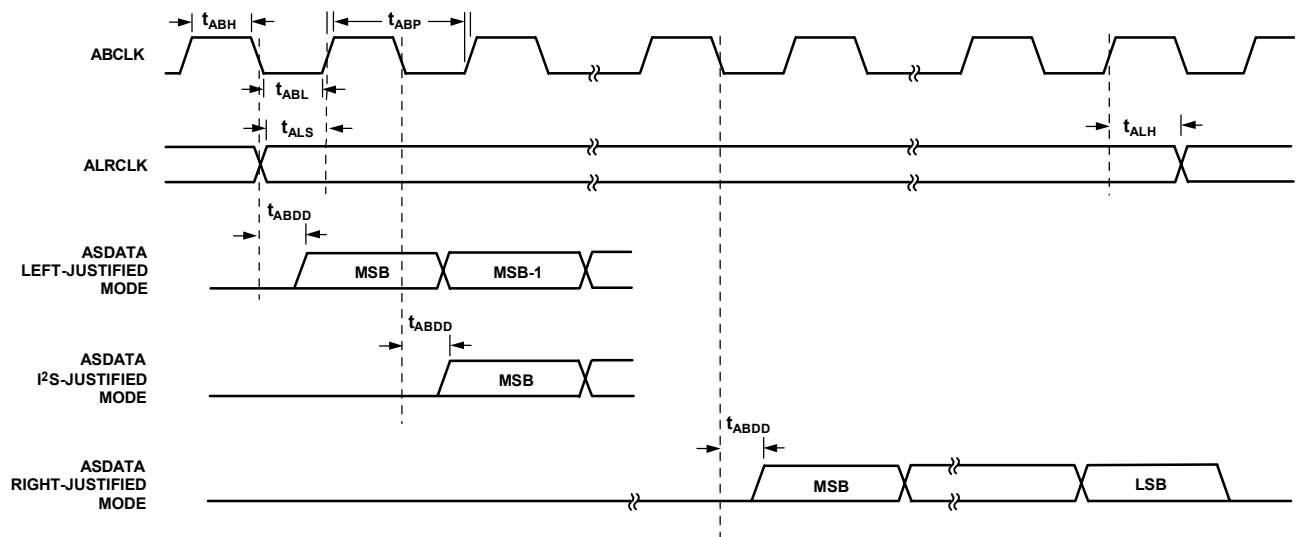 tABH
tABP
ABCLK
tABL
tALS
tALH
ALRCLK
tABDD
ASDATA
LEFT-JUSTIFIED
MODE
MSB
MSB-1
tABDD
ASDATA
I²S-JUSTIFIED
MODE
MSB
tABDD
ASDATA
RIGHT-JUSTIFIED
MODE
MSB
LSB